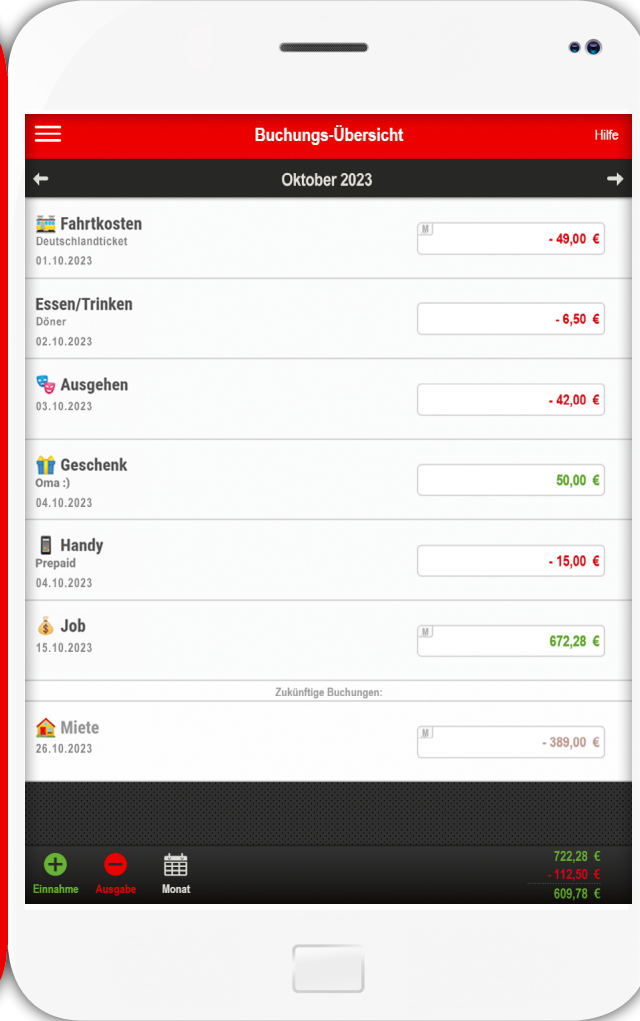 Buchungs-Übersicht Hilfe
Oktober 2023
Fahrtkosten
Deutschlandticket
01.10.2023
M - 49,00 €
Essen/Trinken
Döner
02.10.2023
- 6,50 €
Ausgehen
03.10.2023
- 42,00 €
Geschenk
Oma :)
04.10.2023
50,00 €
Handy
Prepaid
04.10.2023
- 15,00 €
Job
15.10.2023
M 672,28 €
Zukünftige Buchungen:
Miete
26.10.2023
M - 389,00 €
Einnahme Ausgabe Monat
722,28 €
- 112,50 €
609,78 €